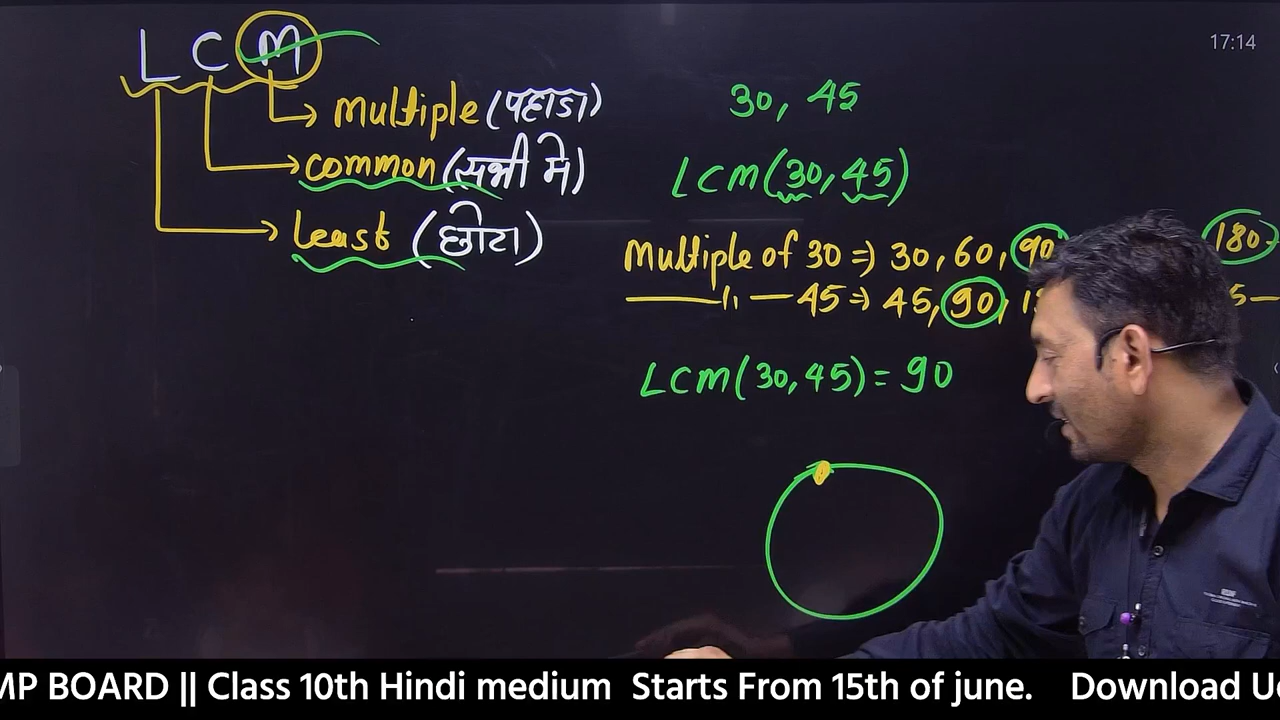 LCM
17:14
multiple (पहाडा)
common (सभी मे)
Least (छोटा)
30, 45
LCM(30, 45)
Multiple of 30 ⇒ 30, 60, 90 180
—— 〃 — 45 ⇒ 45, 90,
LCM(30, 45) = 90
MP BOARD || Class 10th Hindi medium Starts From 15th of june. Download